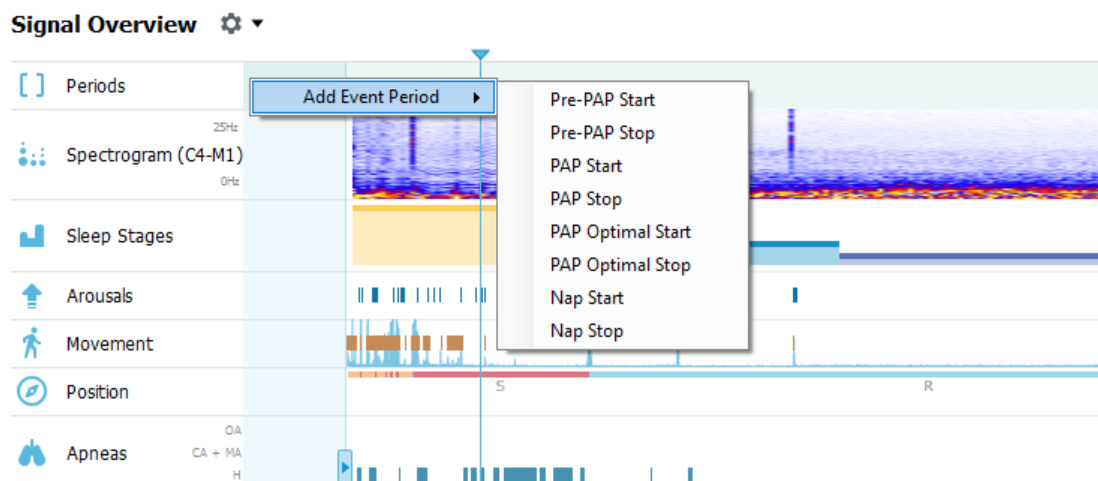 Signal Overview
Periods
Add Event Period
Pre-PAP Start
Pre-PAP Stop
PAP Start
PAP Stop
PAP Optimal Start
PAP Optimal Stop
Nap Start
Nap Stop
25Hz
Spectrogram (C4-M1)
0Hz
Sleep Stages
Arousals
Movement
Position
S
R
Apneas
OA
CA + MA
H